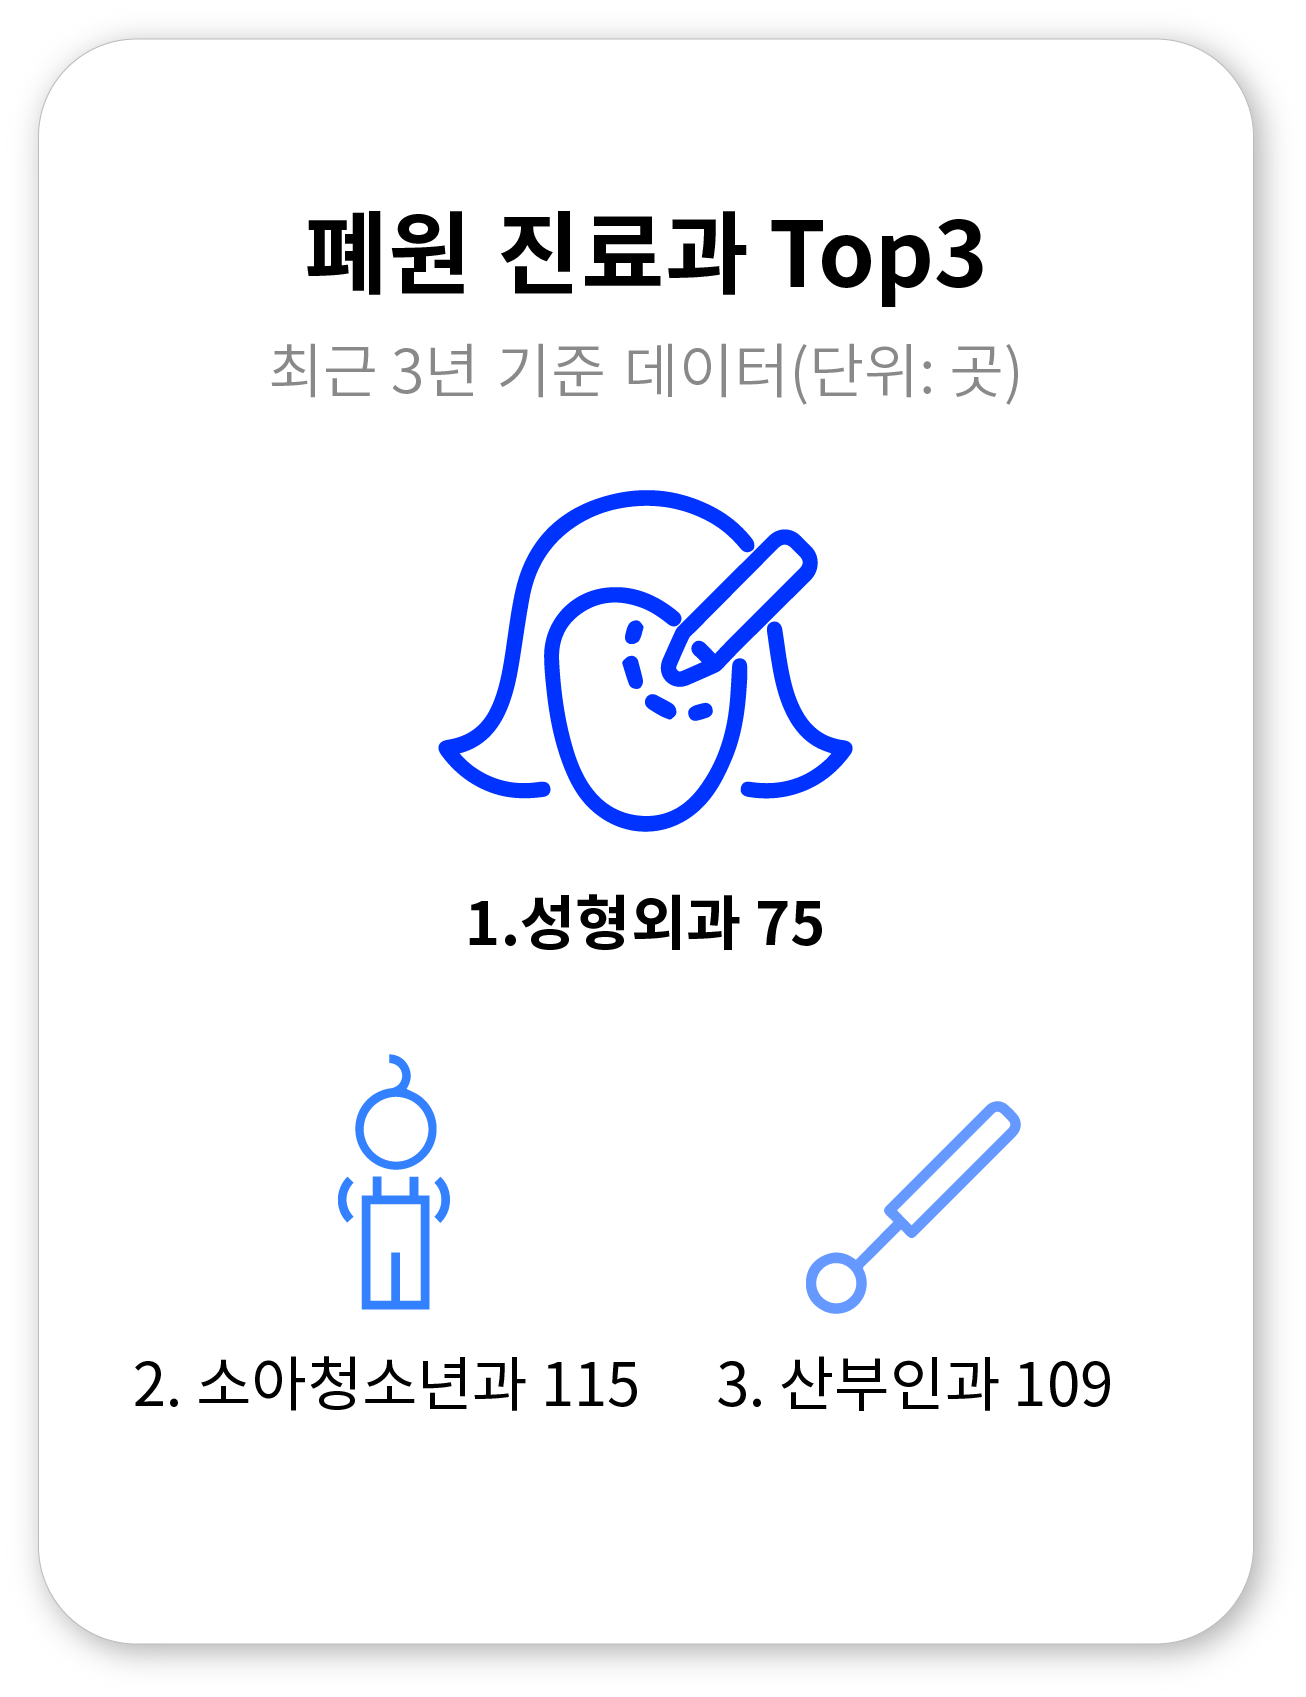 폐원 진료과 Top3
최근 3년 기준 데이터(단위: 곳)
1.성형외과 75
2. 소아청소년과 115
3. 산부인과 109